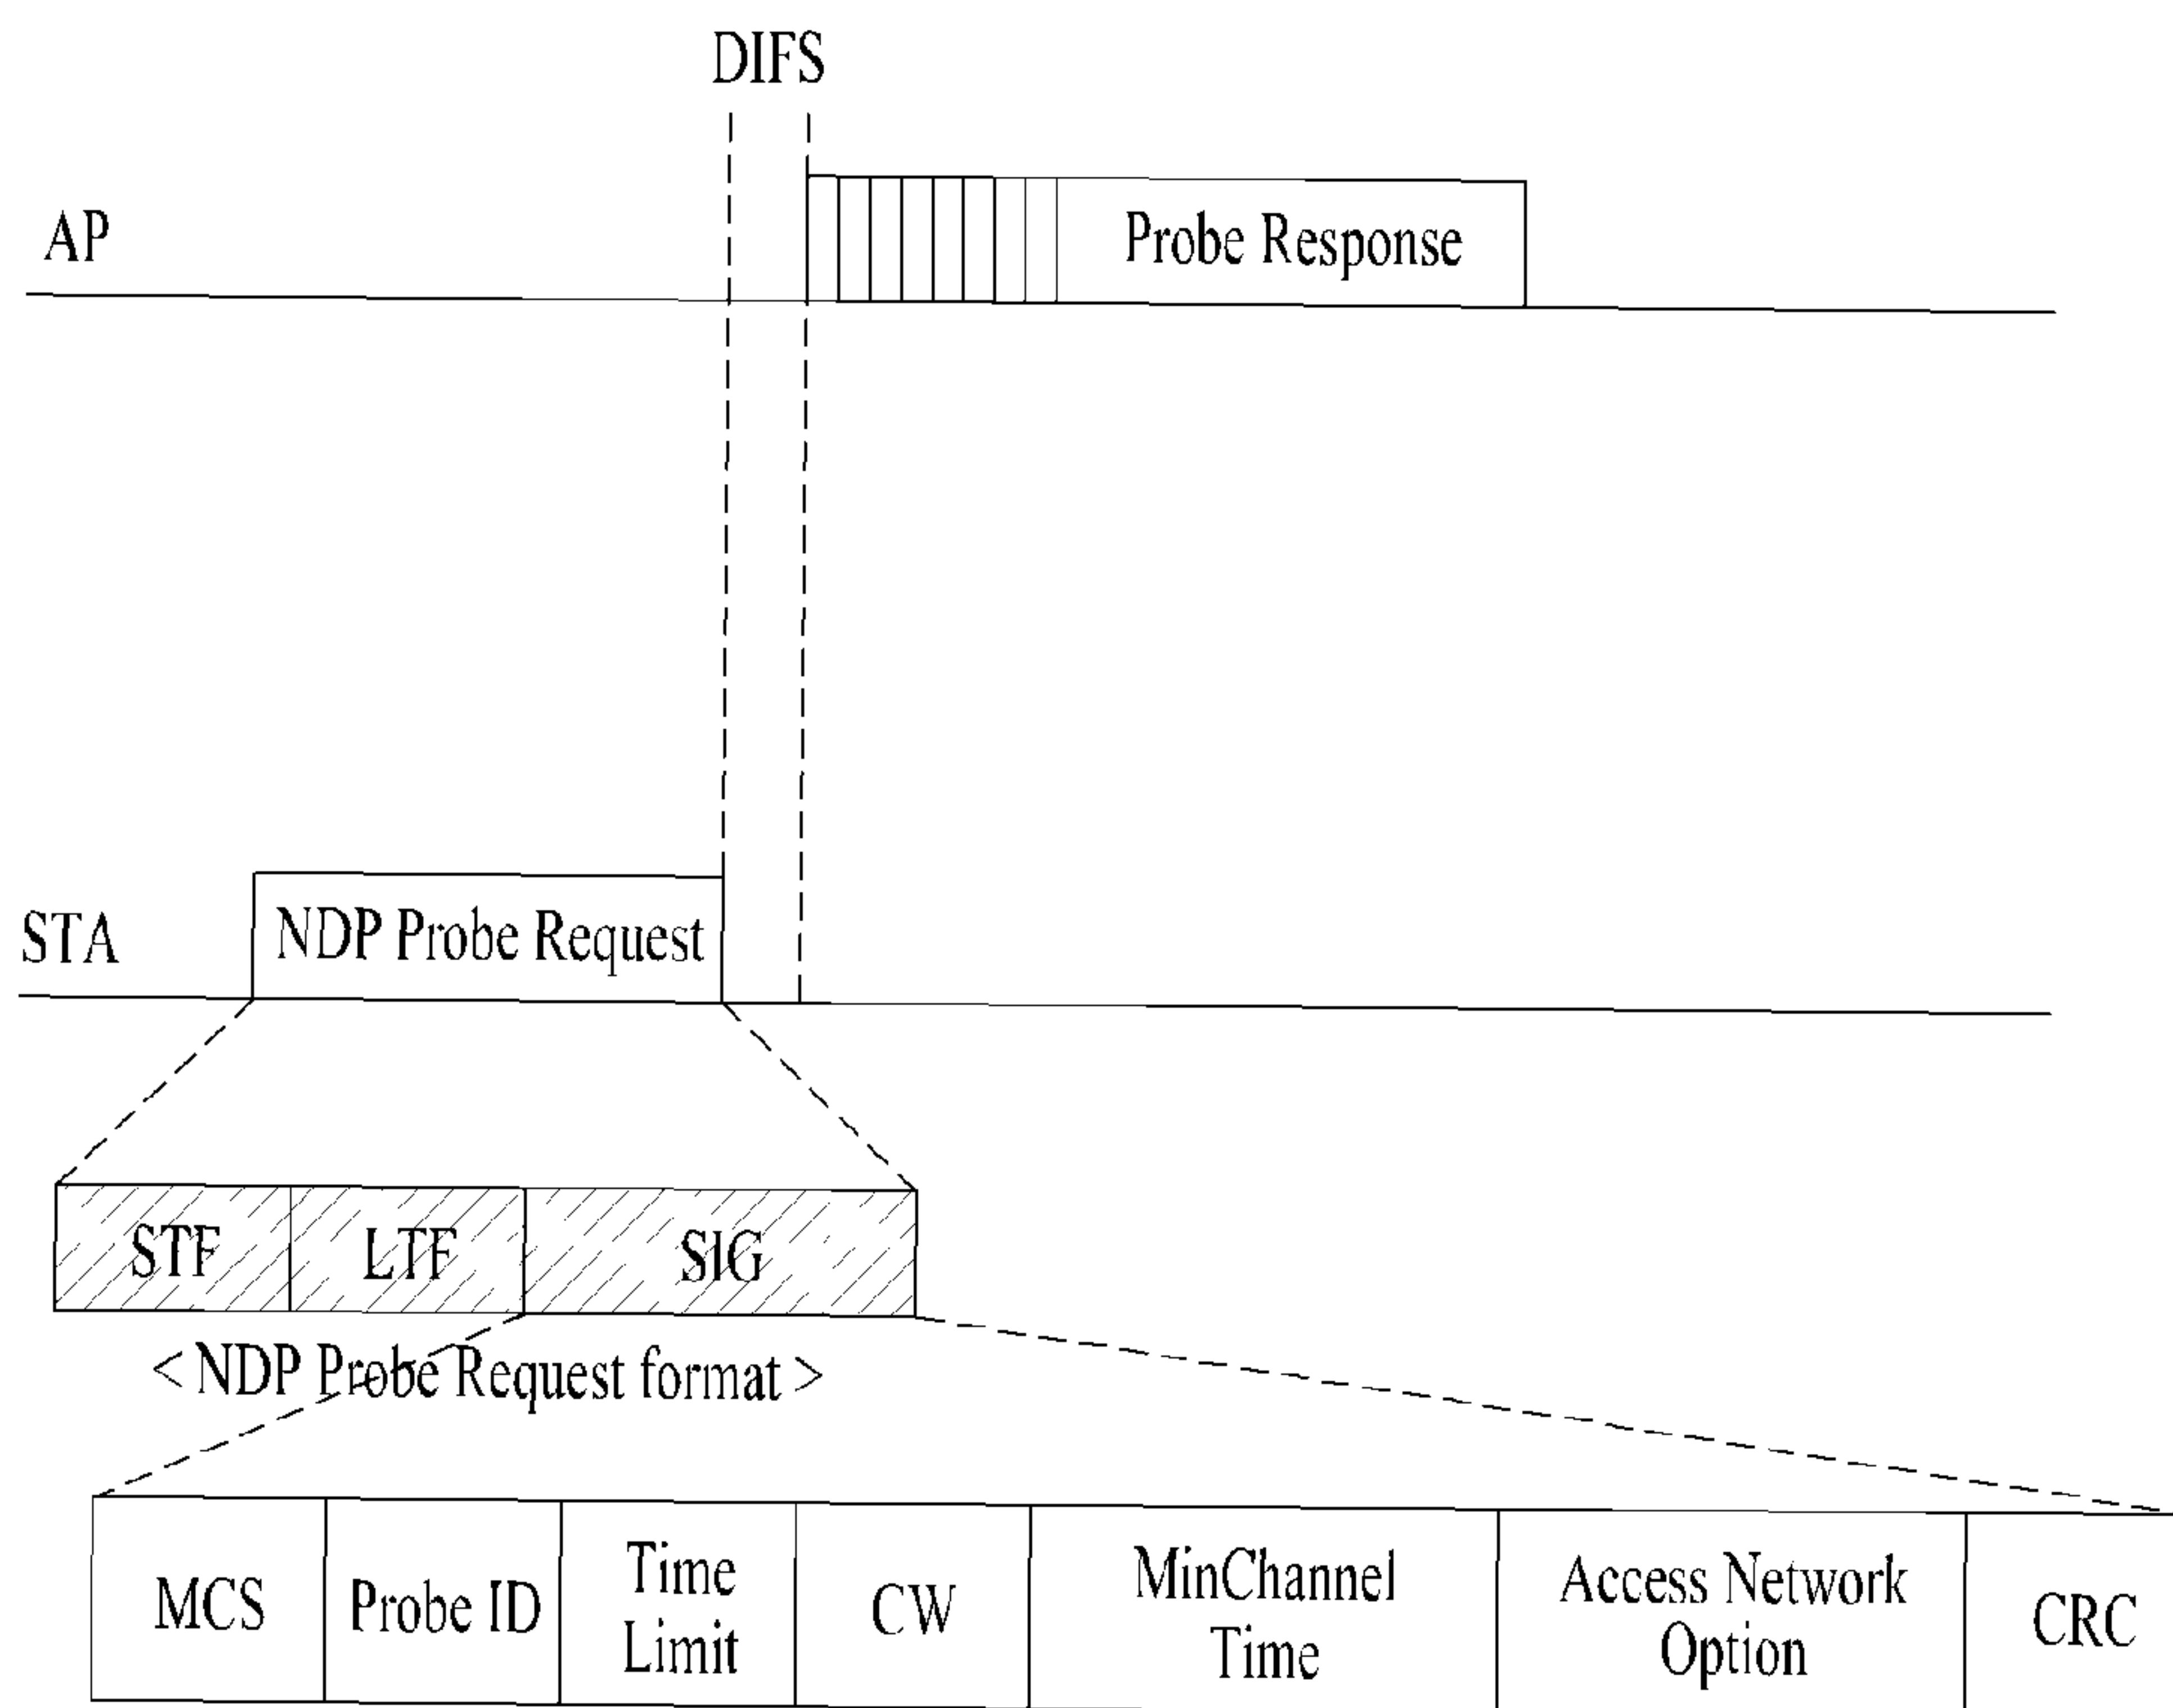 DIFS
AP
Probe Response
STA
NDP Probe Request
STF
LTF
SIG
< NDP Probe Request format >
MCS
Probe ID
Time
Limit
CW
MinChannel
Time
Access Network
Option
CRC